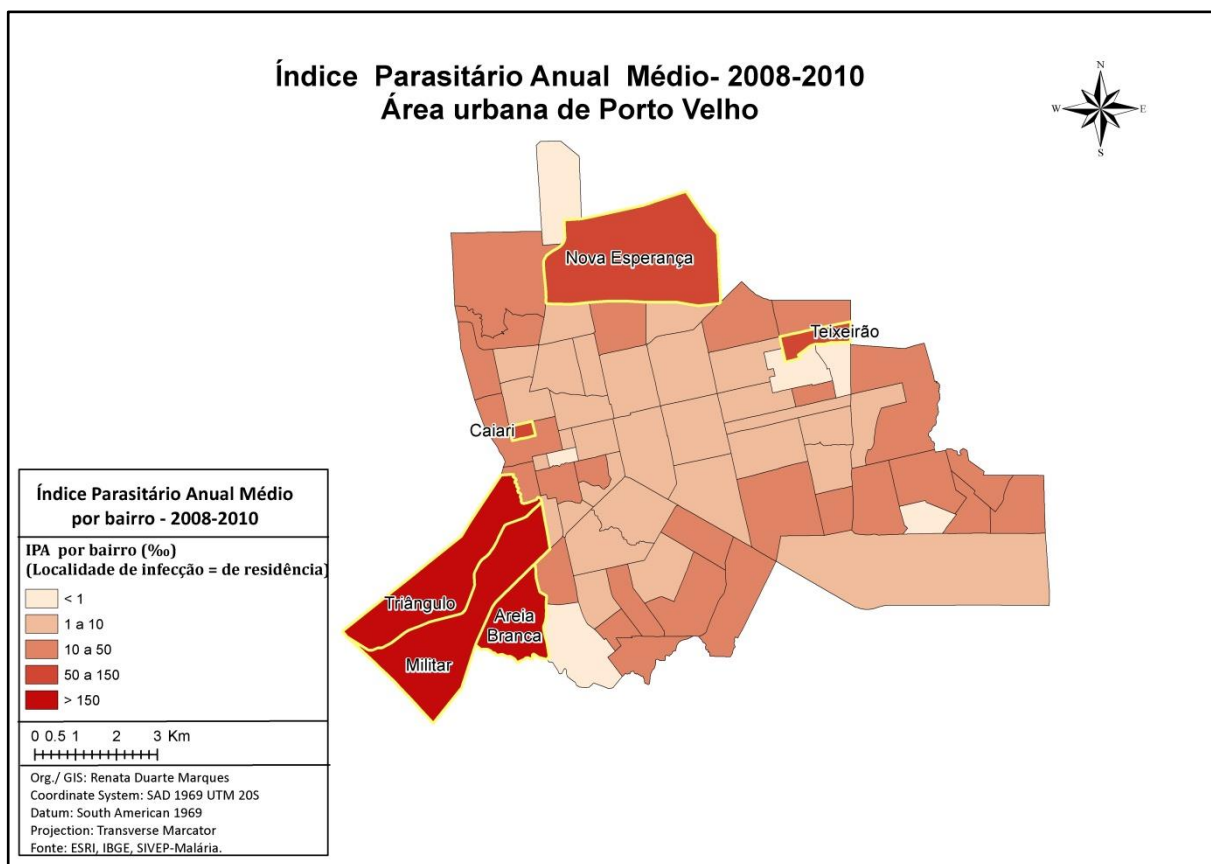 Índice Parasitário Anual Médio- 2008-2010
Área urbana de Porto Velho
N
W
E
S
Nova Esperança
Teixeirão
Caiari
Triângulo
Areia
Branca
Militar
Índice Parasitário Anual Médio
por bairro - 2008-2010
IPA por bairro (‰)
(Localidade de infecção = de residência)
< 1
1 a 10
10 a 50
50 a 150
> 150
0 0.5 1 2 3 Km
Org./ GIS: Renata Duarte Marques
Coordinate System: SAD 1969 UTM 20S
Datum: South American 1969
Projection: Transverse Marcator
Fonte: ESRI, IBGE, SIVEP-Malária.